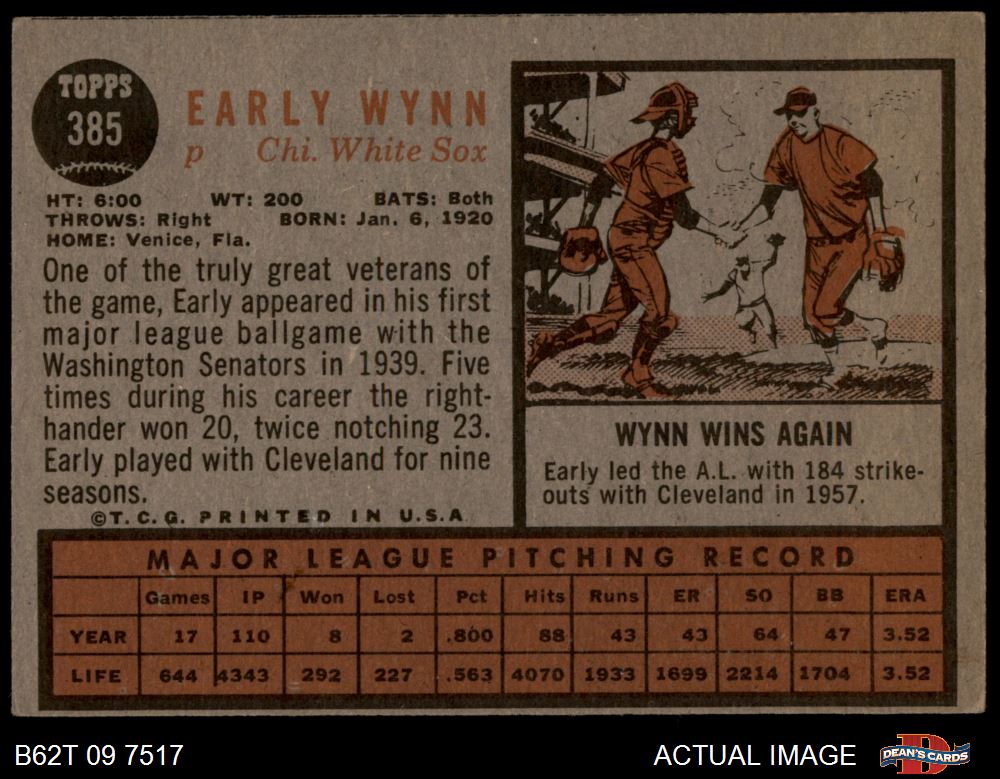 TOPPS
385
EARLY WYNN
p Chi. White Sox
HT: 6:00 WT: 200 BATS: Both
THROWS: Right BORN: Jan. 6, 1920
HOME: Venice, Fla.
One of the truly great veterans of
the game, Early appeared in his first
major league ballgame with the
Washington Senators in 1939. Five
times during his career the right-
hander won 20, twice notching 23.
Early played with Cleveland for nine
seasons.
©T.C.G. PRINTED IN U.S.A
WYNN WINS AGAIN
Early led the A.L. with 184 strike-
outs with Cleveland in 1957.
MAJOR LEAGUE PITCHING RECORD
Games IP Won Lost Pct Hits Runs ER SO BB ERA
YEAR 17 110 8 2 .800 88 43 43 64 47 3.52
LIFE 644 4343 292 227 .563 4070 1933 1699 2214 1704 3.52
B62T 09 7517 ACTUAL IMAGE DEAN'S CARDS